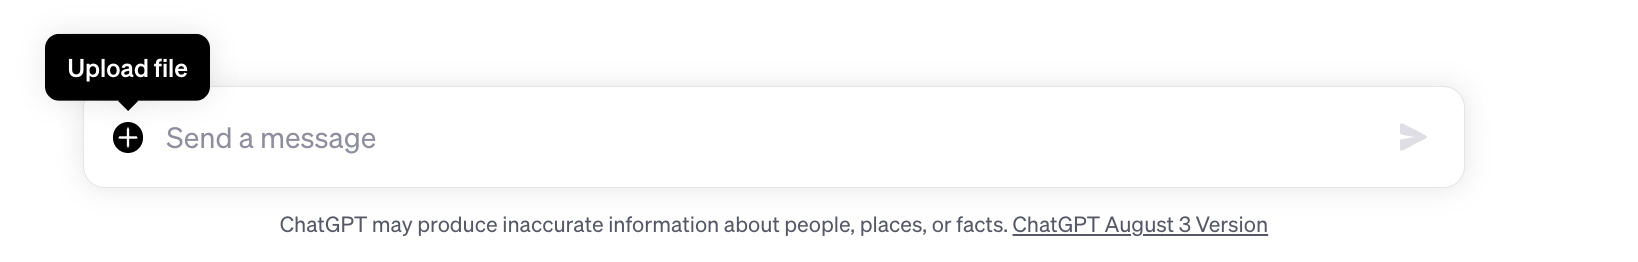 Upload file
Send a message
ChatGPT may produce inaccurate information about people, places, or facts. ChatGPT August 3 Version